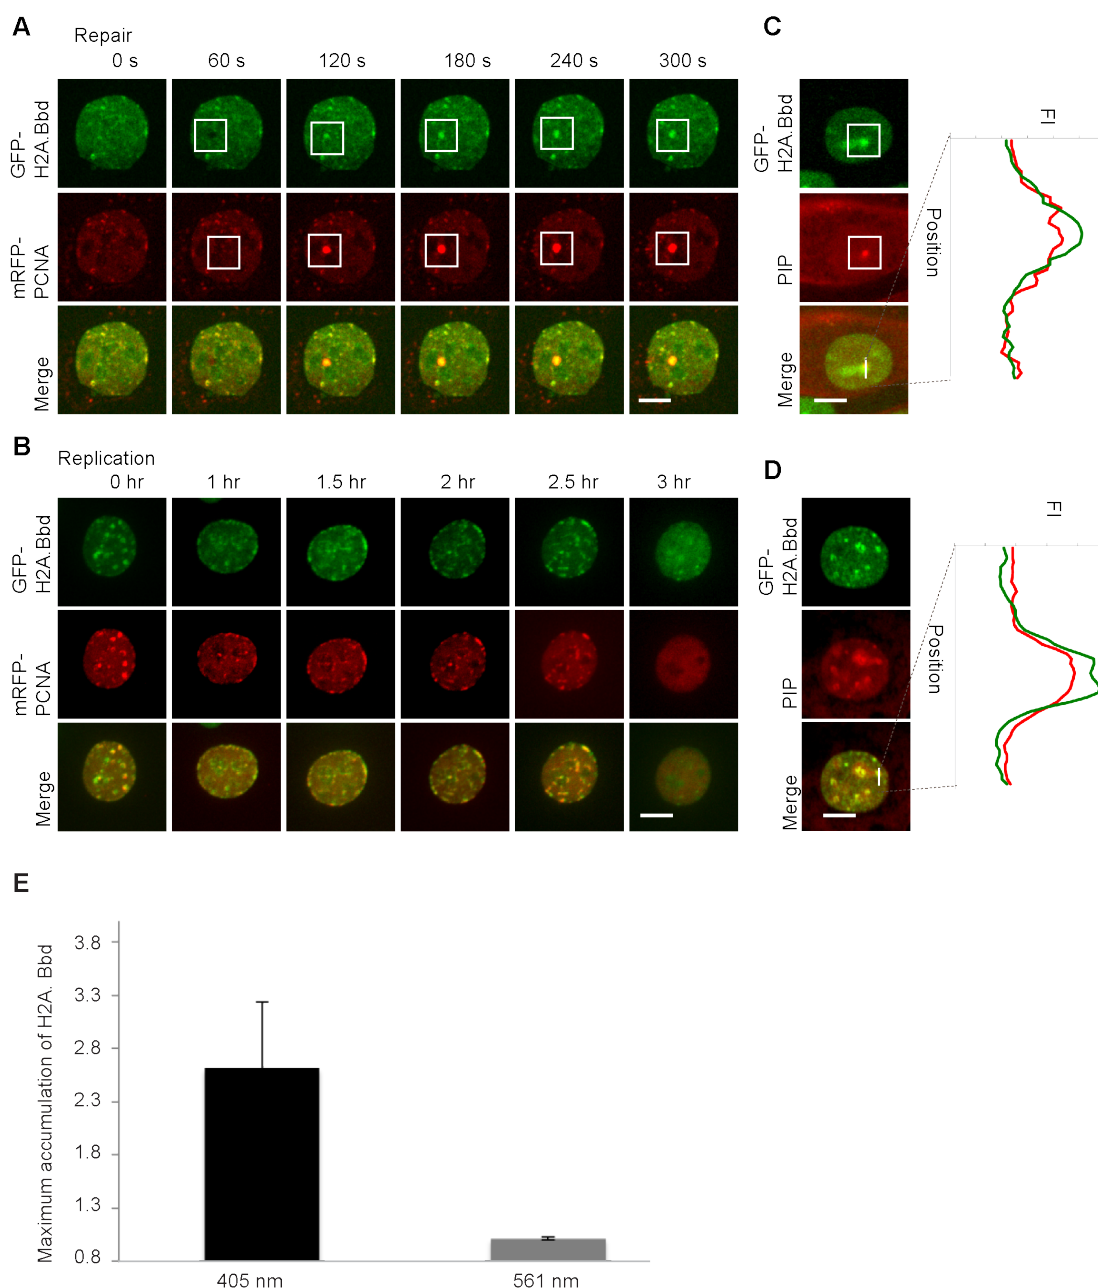 A
Repair
0 s 60 s 120 s 180 s 240 s 300 s
GFP-
H2A.Bbd
mRFP-
PCNA
Merge
B
Replication
0 hr 1 hr 1.5 hr 2 hr 2.5 hr 3 hr
GFP-
H2A.Bbd
mRFP-
PCNA
Merge
C
GFP-
H2A.Bbd
PIP
Merge
FI
Position
D
GFP-
H2A.Bbd
PIP
Merge
FI
Position
E
Maximum accumulation of H2A. Bbd
3.8
3.3
2.8
2.3
1.8
1.3
0.8
405 nm 561 nm